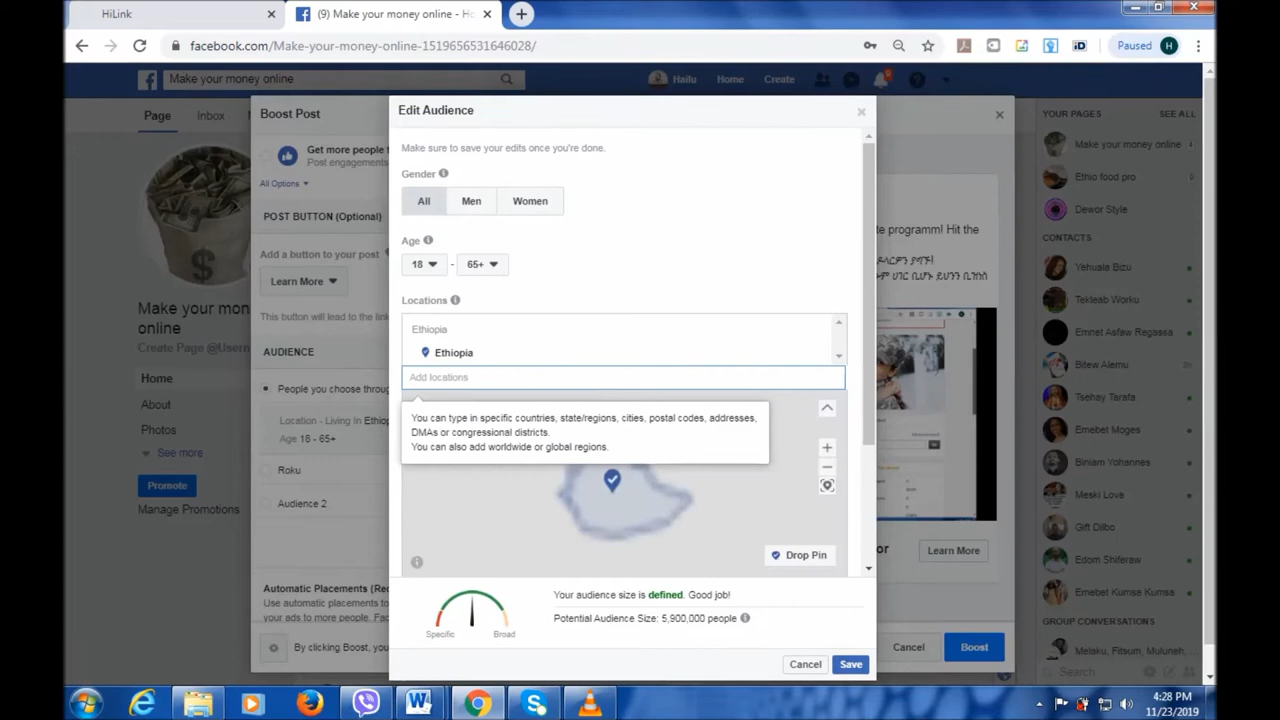 HiLink
(9) Make your money online - Ho
facebook.com/Make-your-money-online-1519656531646028/
iD
Paused
H
Make your money online
Hailu
Home
Create
Page
Inbox
Boost Post
Get more people t
Post engagements
All Options
POST BUTTON (Optional)
Add a button to your post
Learn More
This button will lead to the link
AUDIENCE
People you choose throug
Location - Living In Ethiop
Age 18 - 65+
Roku
Audience 2
Automatic Placements (Rec
Use automatic placements to
your ads to more people. Fac
By clicking Boost, you
Make your money
online
Create Page @Usern
Home
About
Photos
See more
Promote
Manage Promotions
Edit Audience
Make sure to save your edits once you're done.
Gender
All
Men
Women
Age
18
-
65+
Locations
Ethiopia
Ethiopia
Add locations
You can type in specific countries, state/regions, cities, postal codes, addresses,
DMAs or congressional districts.
You can also add worldwide or global regions.
Drop Pin
Specific
Broad
Your audience size is defined. Good job!
Potential Audience Size: 5,900,000 people
Cancel
Save
te programm! Hit the
or
Learn More
Cancel
Boost
YOUR PAGES
SEE ALL
Make your money online
4
Ethio food pro
Dewor Style
CONTACTS
Yehuala Bizu
Tekleab Worku
Emnet Asfaw Regassa
Bitew Alemu
Tsehay Tarafa
Emebet Moges
Biniam Yohannes
Meski Love
Gift Dilbo
Edom Shiferaw
Emebet Kumsa Kumsa
GROUP CONVERSATIONS
Melaku, Fitsum, Muluneh,
Search
4:28 PM
11/23/2019